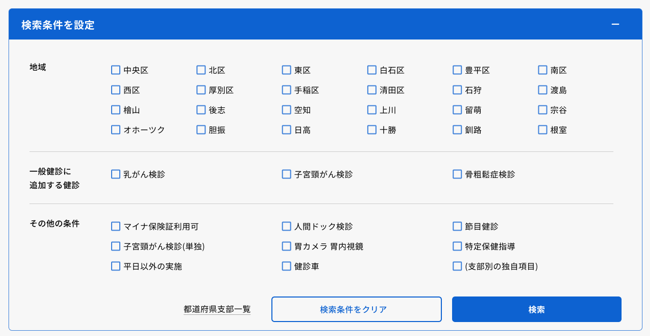 検索条件を設定
地域
中央区 北区 東区 白石区 豊平区 南区
西区 厚別区 手稲区 清田区 石狩 渡島
檜山 後志 空知 上川 留萌 宗谷
オホーツク 胆振 日高 十勝 釧路 根室
一般健診に
追加する健診
乳がん検診 子宮頸がん検診 骨粗鬆症検診
その他の条件
マイナ保険証利用可 人間ドック検診 節目健診
子宮頸がん検診(単独) 胃カメラ 胃内視鏡 特定保健指導
平日以外の実施 健診車 (支部別の独自項目)
都道府県支部一覧 検索条件をクリア 検索